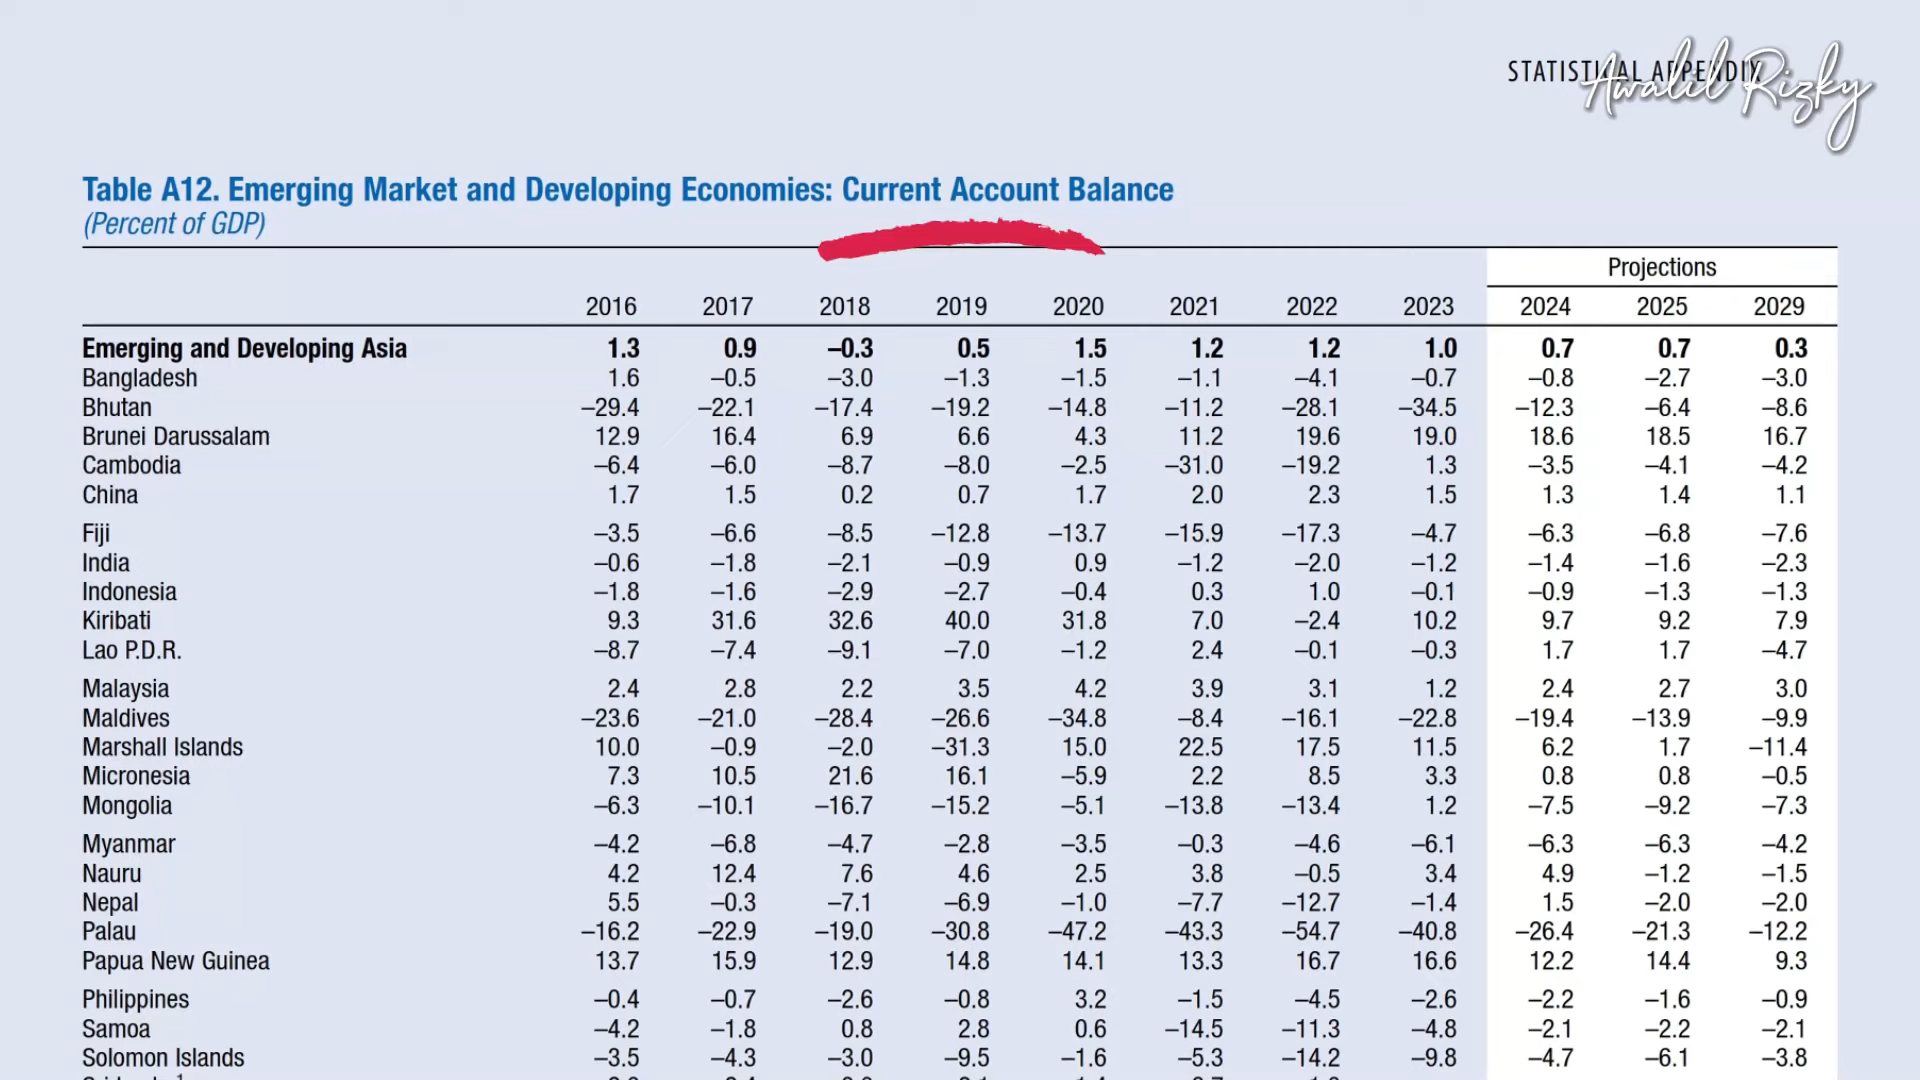 STATISTICAL APPENDIX
Awalil Rizky
Table A12. Emerging Market and Developing Economies: Current Account Balance
(Percent of GDP)
Projections
2016 2017 2018 2019 2020 2021 2022 2023 2024 2025 2029
Emerging and Developing Asia 1.3 0.9 –0.3 0.5 1.5 1.2 1.2 1.0 0.7 0.7 0.3
Bangladesh 1.6 –0.5 –3.0 –1.3 –1.5 –1.1 –4.1 –0.7 –0.8 –2.7 –3.0
Bhutan –29.4 –22.1 –17.4 –19.2 –14.8 –11.2 –28.1 –34.5 –12.3 –6.4 –8.6
Brunei Darussalam 12.9 16.4 6.9 6.6 4.3 11.2 19.6 19.0 18.6 18.5 16.7
Cambodia –6.4 –6.0 –8.7 –8.0 –2.5 –31.0 –19.2 1.3 –3.5 –4.1 –4.2
China 1.7 1.5 0.2 0.7 1.7 2.0 2.3 1.5 1.3 1.4 1.1
Fiji –3.5 –6.6 –8.5 –12.8 –13.7 –15.9 –17.3 –4.7 –6.3 –6.8 –7.6
India –0.6 –1.8 –2.1 –0.9 0.9 –1.2 –2.0 –1.2 –1.4 –1.6 –2.3
Indonesia –1.8 –1.6 –2.9 –2.7 –0.4 0.3 1.0 –0.1 –0.9 –1.3 –1.3
Kiribati 9.3 31.6 32.6 40.0 31.8 7.0 –2.4 10.2 9.7 9.2 7.9
Lao P.D.R. –8.7 –7.4 –9.1 –7.0 –1.2 2.4 –0.1 –0.3 1.7 1.7 –4.7
Malaysia 2.4 2.8 2.2 3.5 4.2 3.9 3.1 1.2 2.4 2.7 3.0
Maldives –23.6 –21.0 –28.4 –26.6 –34.8 –8.4 –16.1 –22.8 –19.4 –13.9 –9.9
Marshall Islands 10.0 –0.9 –2.0 –31.3 15.0 22.5 17.5 11.5 6.2 1.7 –11.4
Micronesia 7.3 10.5 21.6 16.1 –5.9 2.2 8.5 3.3 0.8 0.8 –0.5
Mongolia –6.3 –10.1 –16.7 –15.2 –5.1 –13.8 –13.4 1.2 –7.5 –9.2 –7.3
Myanmar –4.2 –6.8 –4.7 –2.8 –3.5 –0.3 –4.6 –6.1 –6.3 –6.3 –4.2
Nauru 4.2 12.4 7.6 4.6 2.5 3.8 –0.5 3.4 4.9 –1.2 –1.5
Nepal 5.5 –0.3 –7.1 –6.9 –1.0 –7.7 –12.7 –1.4 1.5 –2.0 –2.0
Palau –16.2 –22.9 –19.0 –30.8 –47.2 –43.3 –54.7 –40.8 –26.4 –21.3 –12.2
Papua New Guinea 13.7 15.9 12.9 14.8 14.1 13.3 16.7 16.6 12.2 14.4 9.3
Philippines –0.4 –0.7 –2.6 –0.8 3.2 –1.5 –4.5 –2.6 –2.2 –1.6 –0.9
Samoa –4.2 –1.8 0.8 2.8 0.6 –14.5 –11.3 –4.8 –2.1 –2.2 –2.1
Solomon Islands –3.5 –4.3 –3.0 –9.5 –1.6 –5.3 –14.2 –9.8 –4.7 –6.1 –3.8